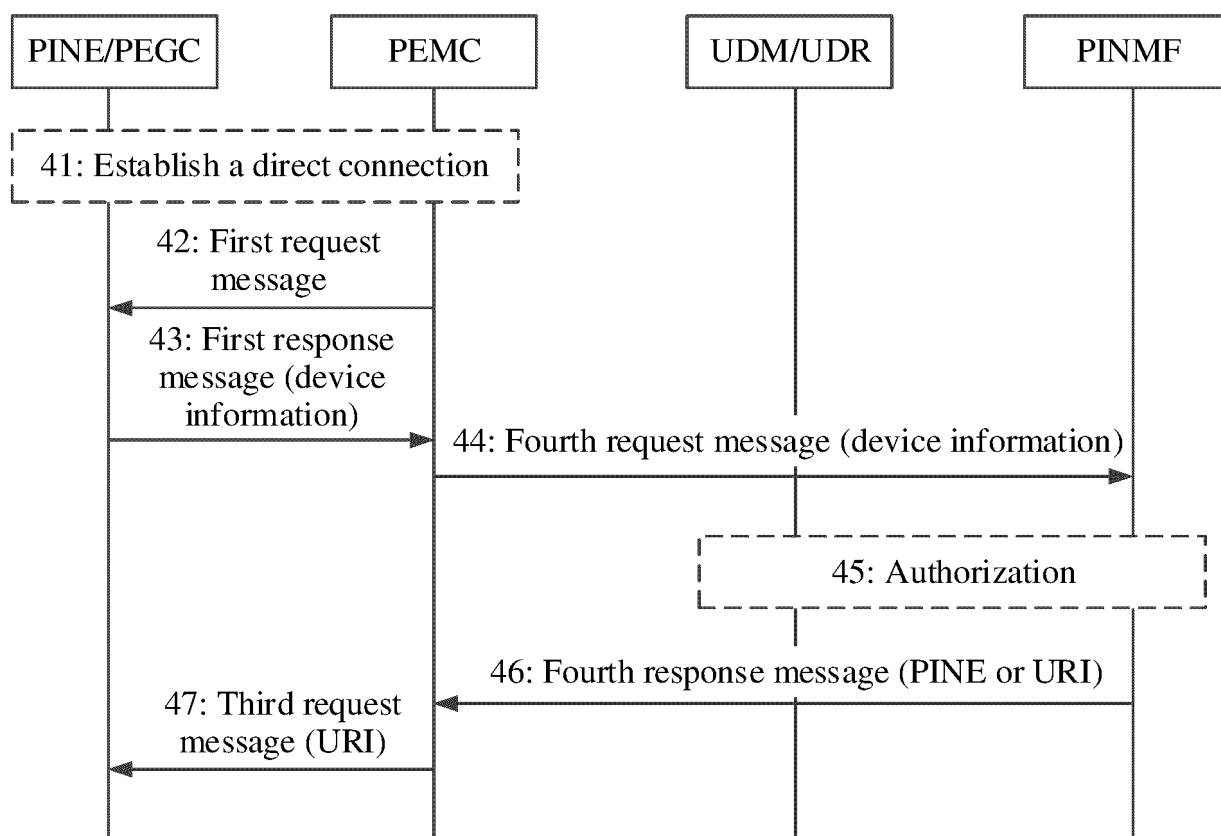 PINE/PEGC
PEMC
UDM/UDR
PINMF
41: Establish a direct connection
42: First request
message
43: First response
message (device
information)
44: Fourth request message (device information)
45: Authorization
46: Fourth response message (PINE or URI)
47: Third request
message (URI)